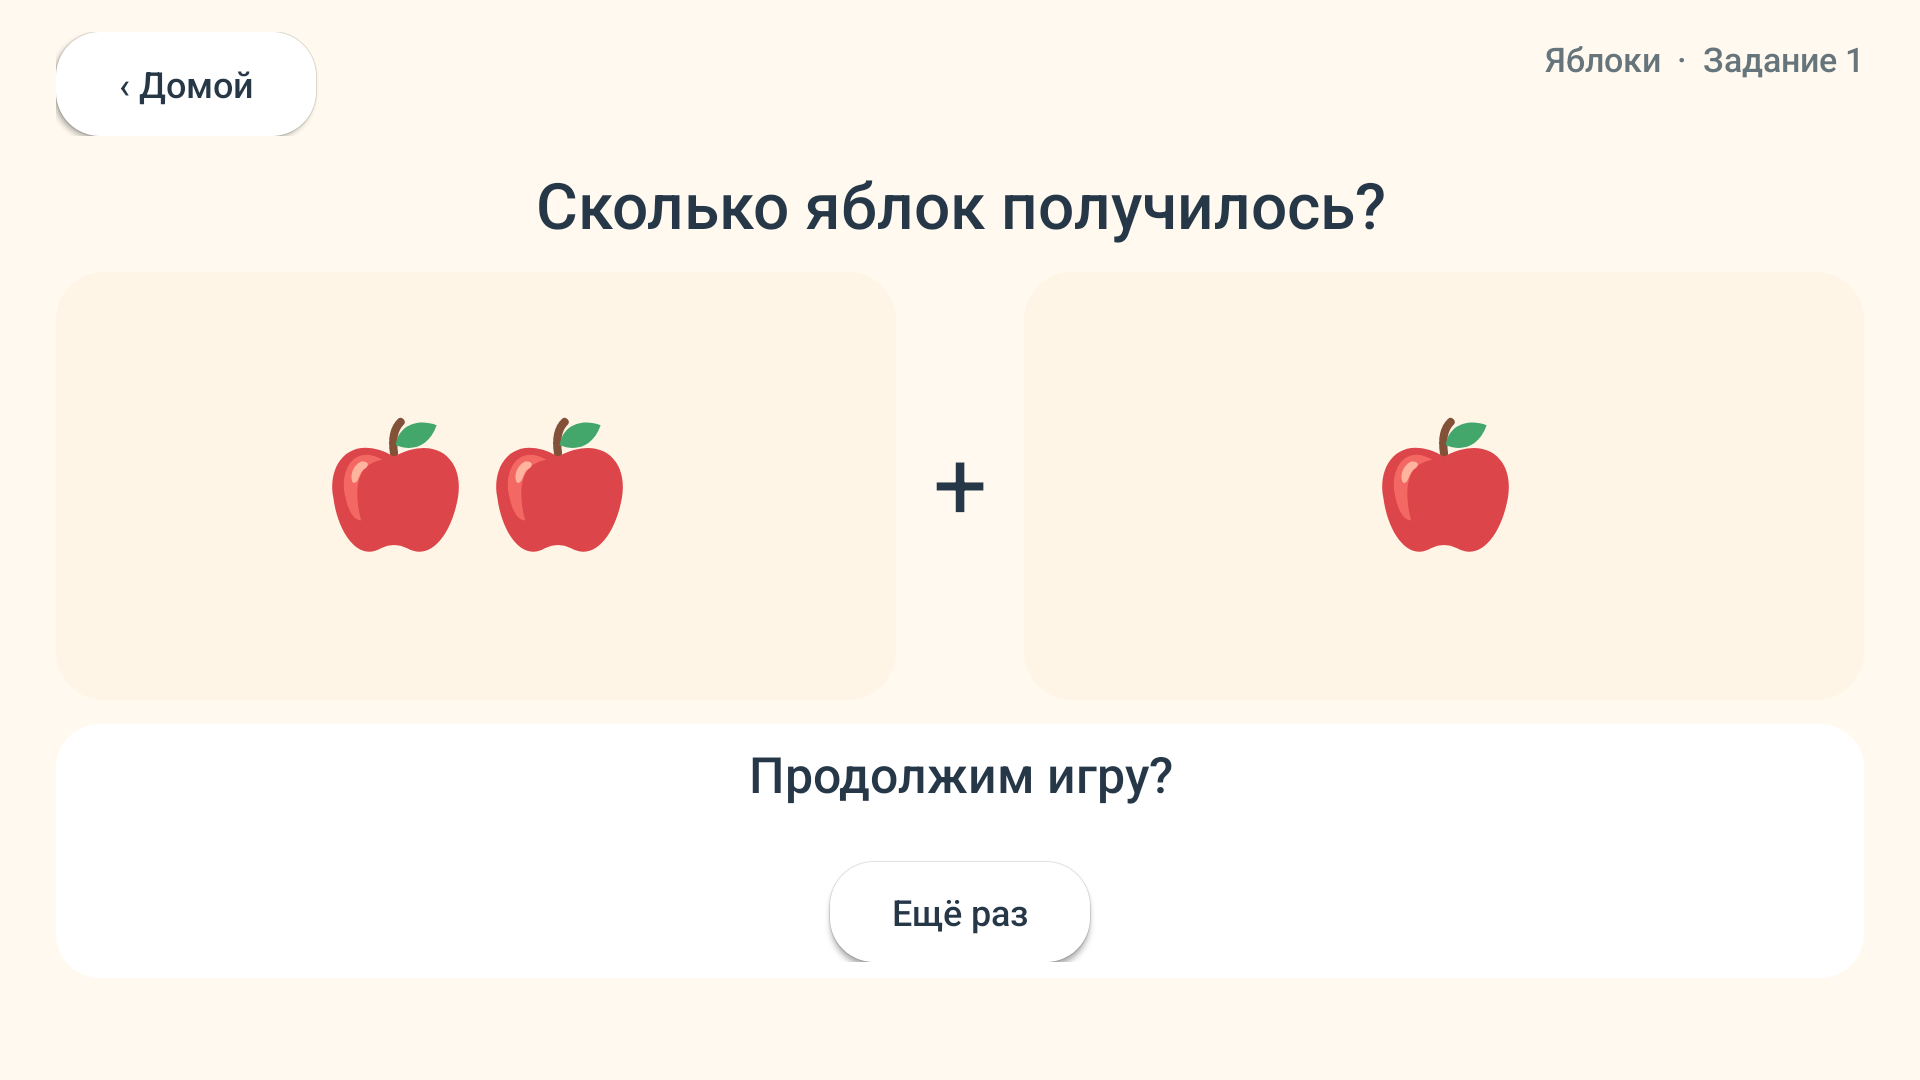 ‹ Домой
Яблоки · Задание 1
Сколько яблок получилось?
+
Продолжим игру?
Ещё раз